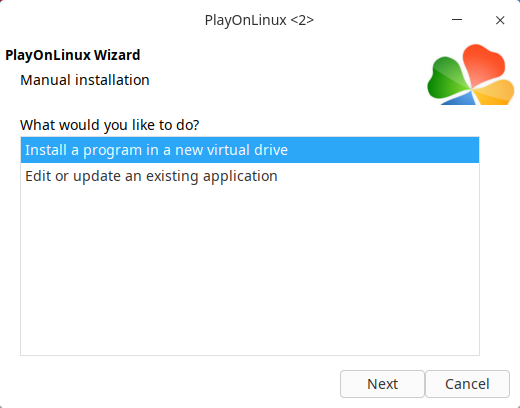 PlayOnLinux <2>
PlayOnLinux Wizard
Manual installation
What would you like to do?
Install a program in a new virtual drive
Edit or update an existing application
Next
Cancel